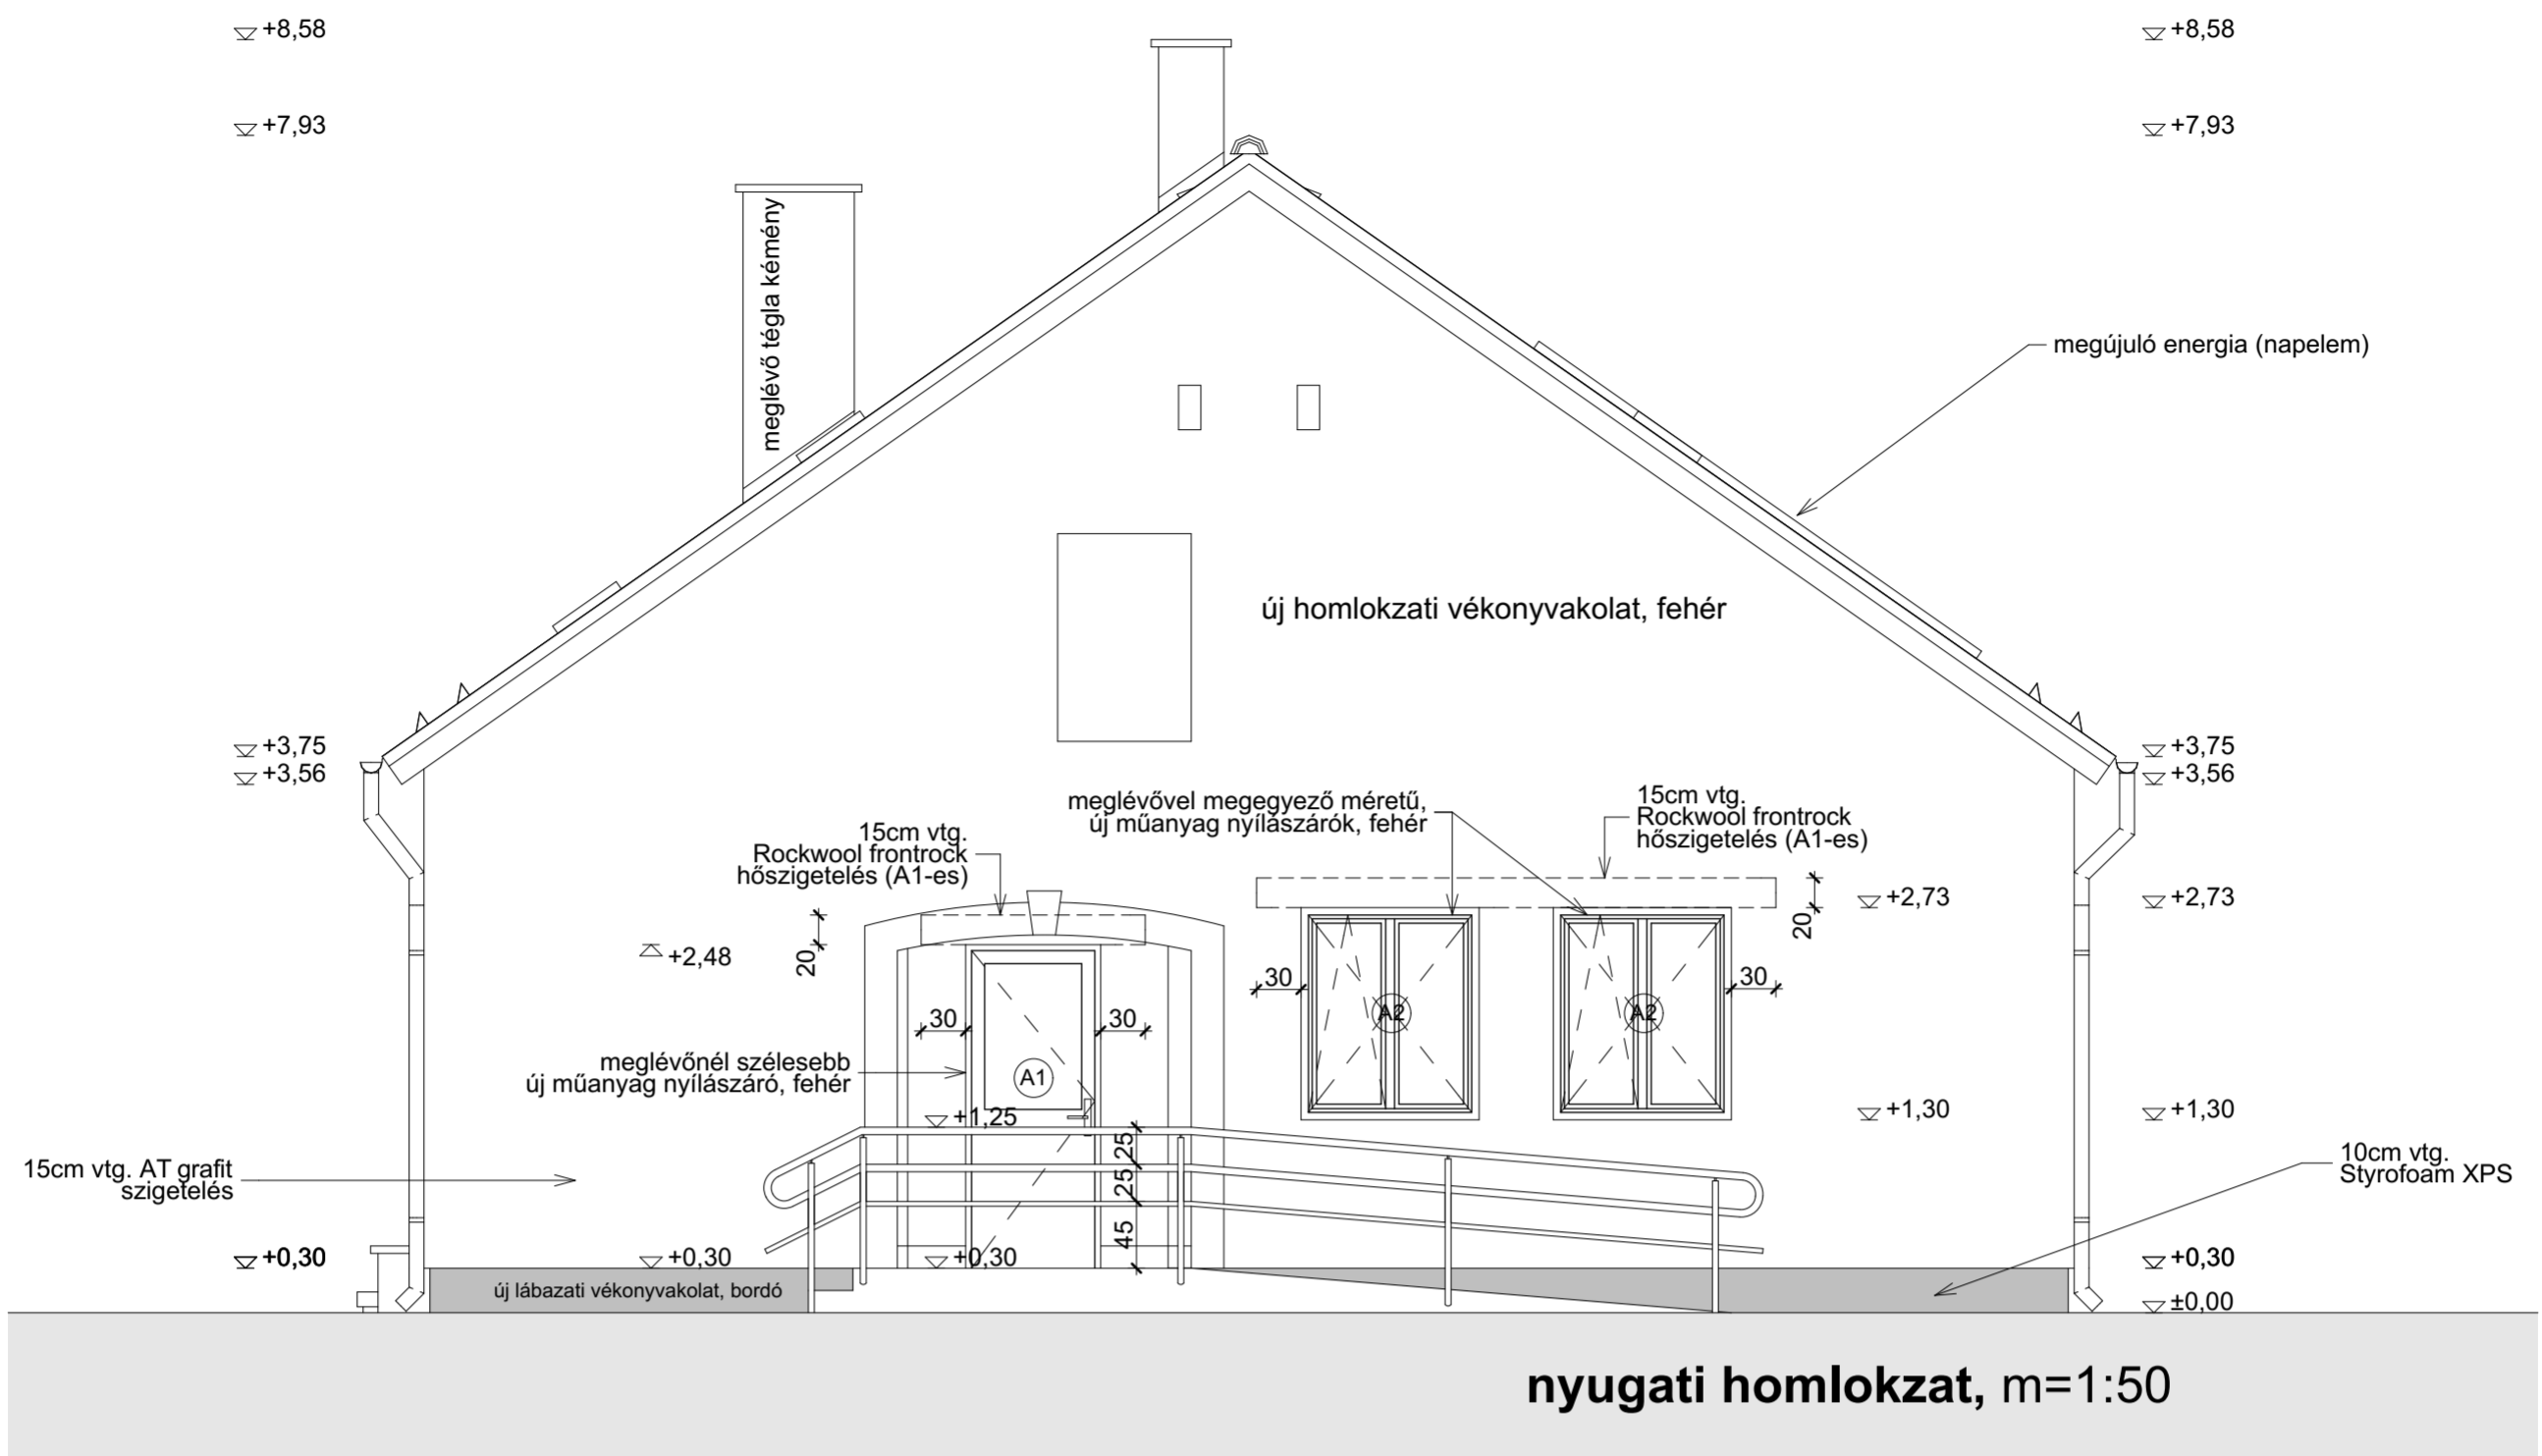 +8,58
+8,58
+7,93
+7,93
meglévő tégla kémény
megújuló energia (napelem)
új homlokzati vékonyvakolat, fehér
+3,75
+3,56
+3,75
+3,56
meglévővel megegyező méretű,
új műanyag nyílászárók, fehér
15cm vtg.
Rockwool frontrock
hőszigetelés (A1-es)
15cm vtg.
Rockwool frontrock
hőszigetelés (A1-es)
+2,73
+2,73
20
+2,48
20
30
30
A2
A2
30
30
meglévőnél szélesebb
új műanyag nyílászáró, fehér
A1
+1,25
+1,30
+1,30
25
25
45
15cm vtg. AT grafit
szigetelés
10cm vtg.
Styrofoam XPS
+0,30
+0,30
+0,30
+0,30
új lábazati vékonyvakolat, bordó
±0,00
nyugati homlokzat, m=1:50